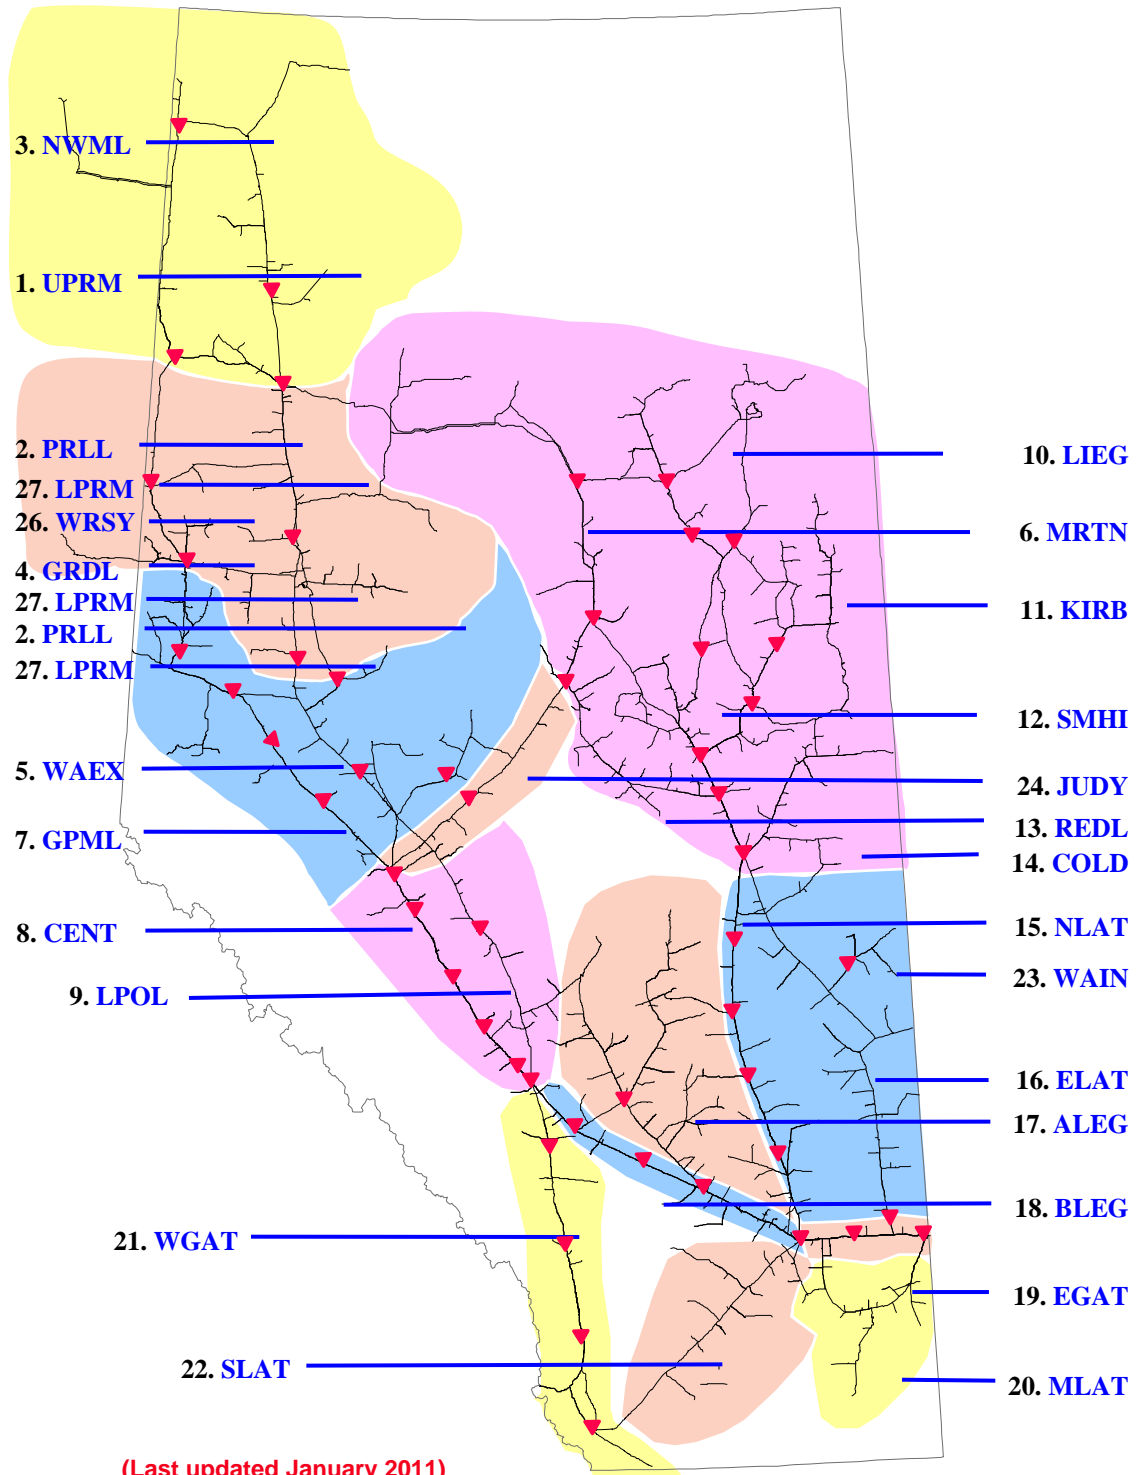 3. NWML
1. UPRM
2. PRLL
27. LPRM
26. WRSY
4. GRDL
27. LPRM
2. PRLL
27. LPRM
5. WAEX
7. GPML
8. CENT
9. LPOL
21. WGAT
22. SLAT
10. LIEG
6. MRTN
11. KIRB
12. SMHI
24. JUDY
13. REDL
14. COLD
15. NLAT
23. WAIN
16. ELAT
17. ALEG
18. BLEG
19. EGAT
20. MLAT
(Last updated January 2011)